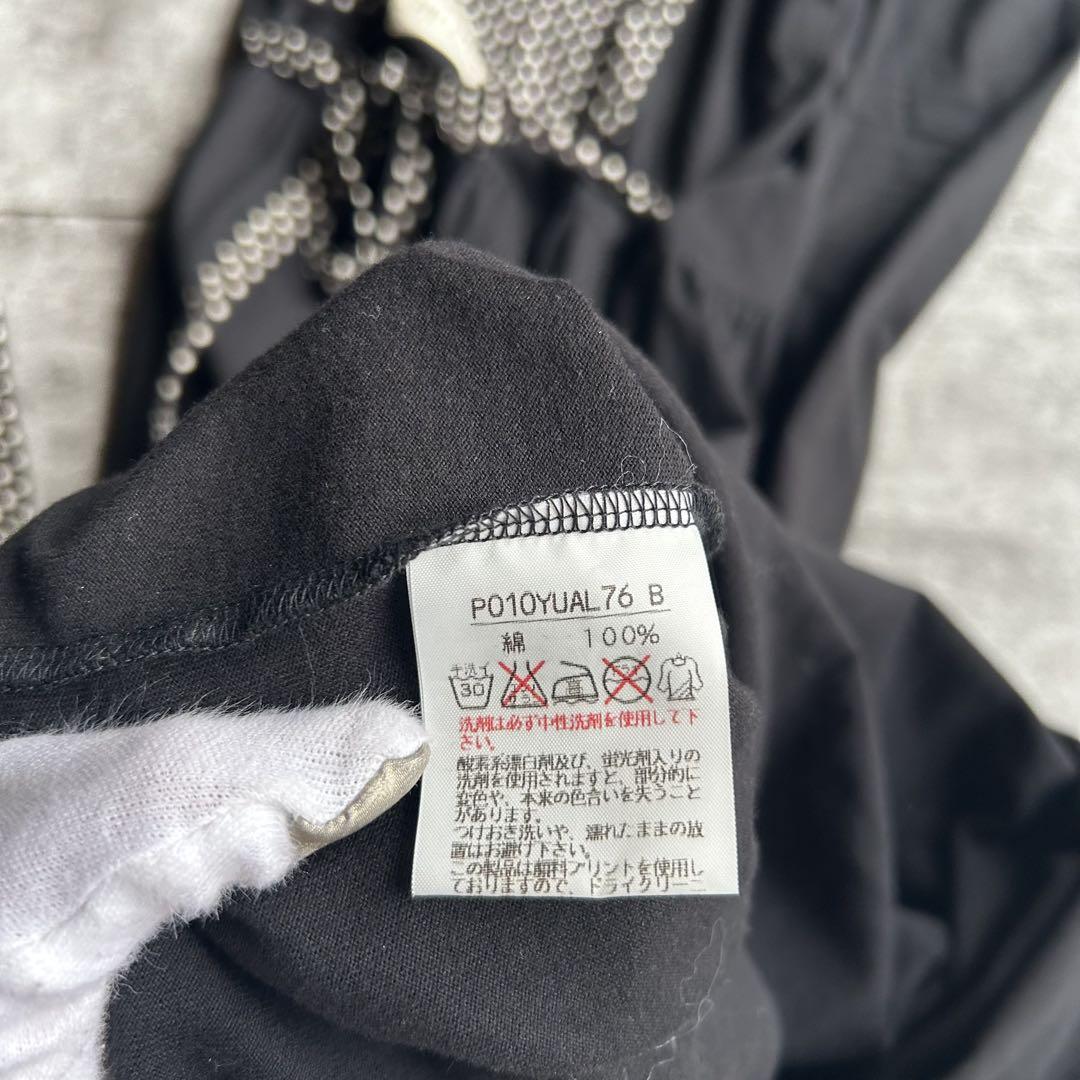 P010YUAL76 B
綿 100%
手洗イ
30
洗剤は必ず中性洗剤を使用して下
さい。
酸素系漂白剤及び、蛍光剤入りの
洗剤を使用されますと、部分的に
変色や、本来の色合いを失うこと
があります。
つけおき洗いや、濡れたままの放
置はお避け下さい。
この製品は顔料プリントを使用し
ておりますので、ドライクリーニ